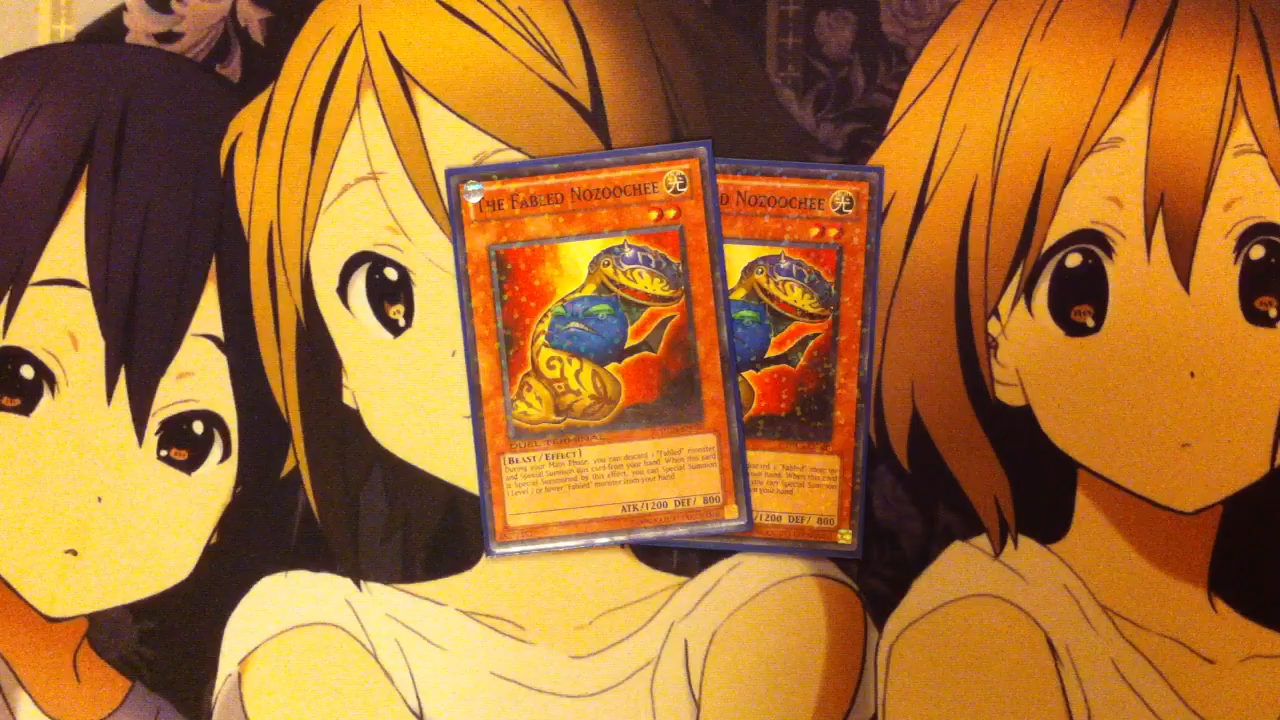 THE FABLED NOZOOCHEE
光
DUEL TERMINAL
[BEAST/EFFECT]
During your Main Phase, you can discard 1 "Fabled" monster
and Special Summon this card from your hand. When this card
is Special Summoned by this effect, you can Special Summon
1 Level 2 or lower "Fabled" monster from your hand.
ATK/1200 DEF/ 800
D NOZOOCHEE
光
discard 1 "Fabled" monster
your hand. When this card
you can Special Summon
your hand.
/1200 DEF/ 800